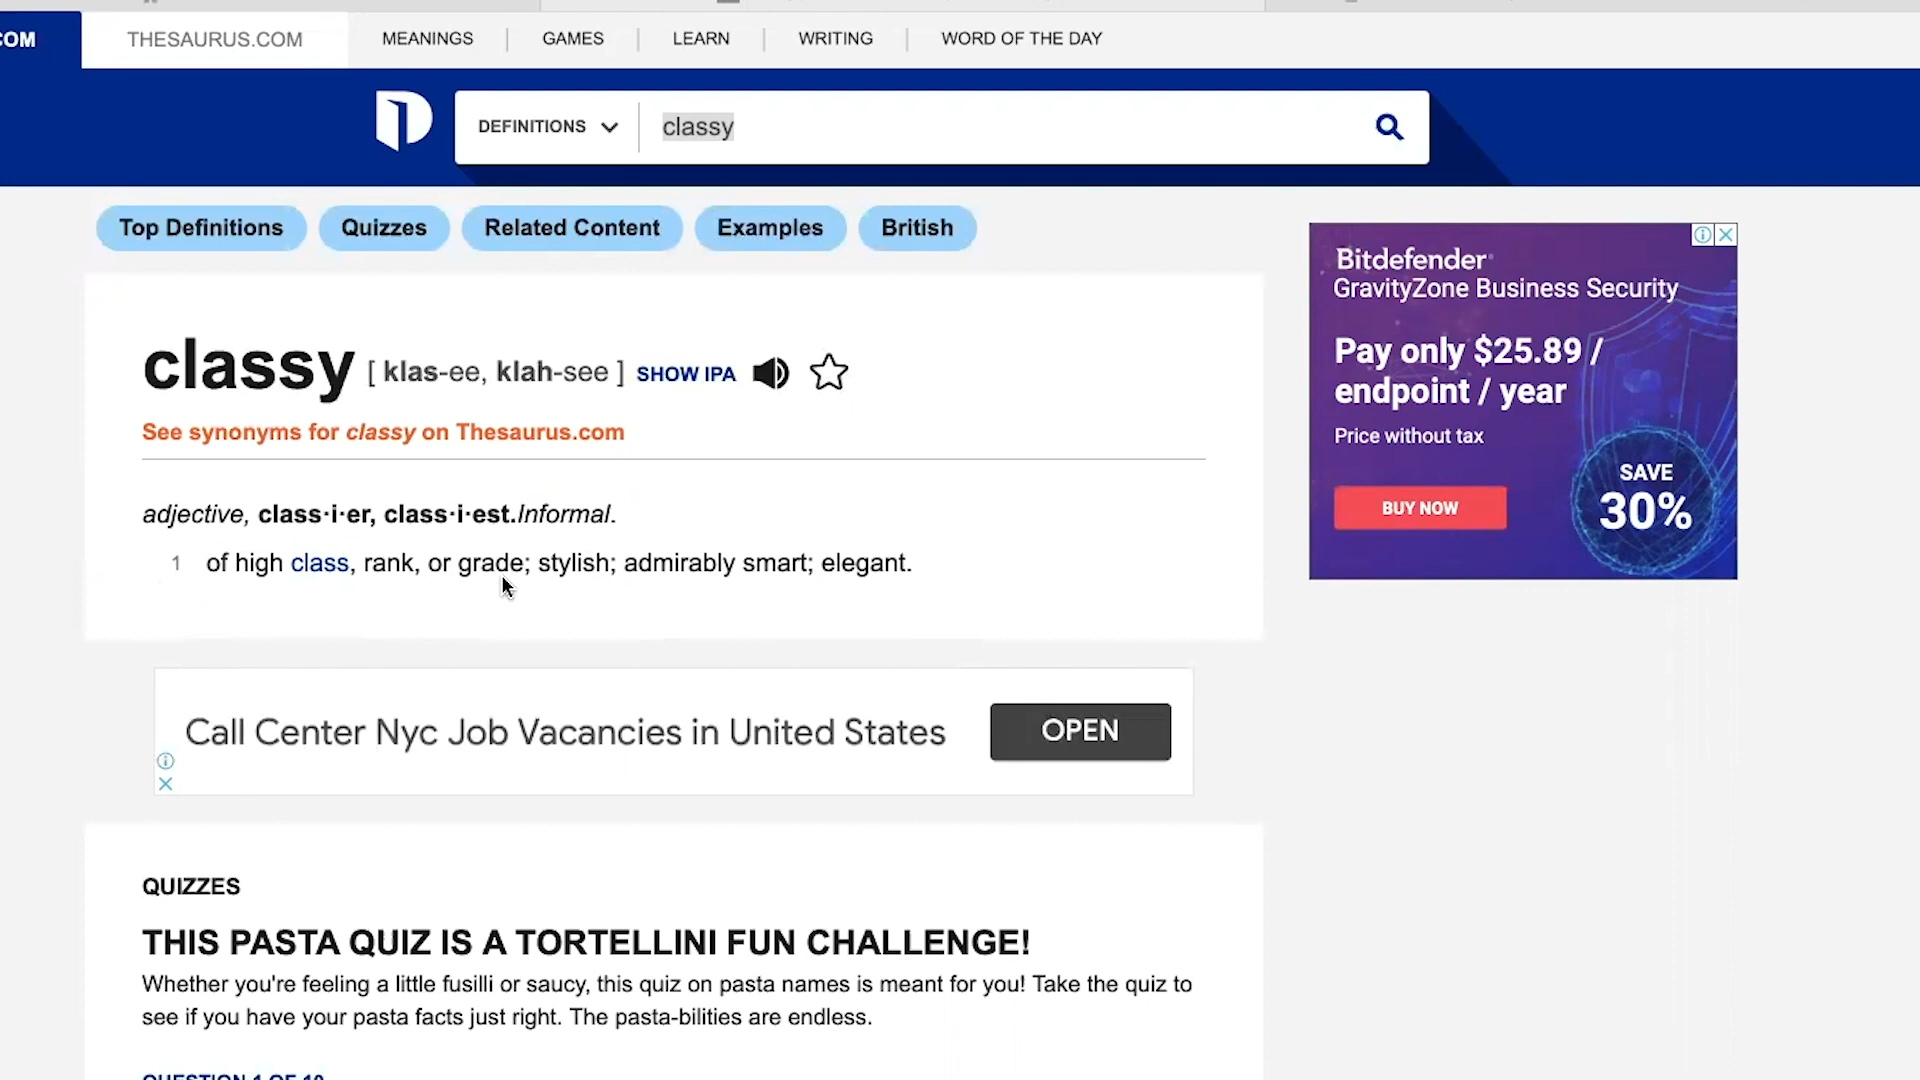 COM
THESAURUS.COM
MEANINGS
GAMES
LEARN
WRITING
WORD OF THE DAY
DEFINITIONS
classy
Top Definitions
Quizzes
Related Content
Examples
British
classy [ klas-ee, klah-see ] SHOW IPA
See synonyms for classy on Thesaurus.com
adjective, class·i·er, class·i·est.Informal.
1 of high class, rank, or grade; stylish; admirably smart; elegant.
Bitdefender
GravityZone Business Security
Pay only $25.89 /
endpoint / year
Price without tax
SAVE
30%
BUY NOW
Call Center Nyc Job Vacancies in United States
OPEN
QUIZZES
THIS PASTA QUIZ IS A TORTELLINI FUN CHALLENGE!
Whether you're feeling a little fusilli or saucy, this quiz on pasta names is meant for you! Take the quiz to
see if you have your pasta facts just right. The pasta-bilities are endless.
QUESTION 1 OF 10